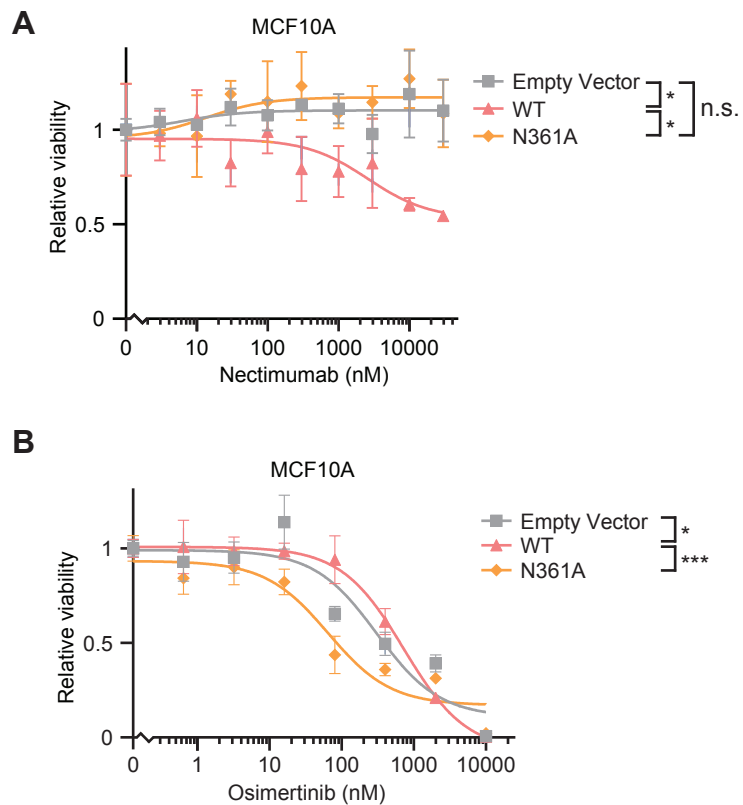 A
MCF10A
Relative viability
1
0.5
0
0 10 100 1000 10000
Nectimumab (nM)
Empty Vector
WT
N361A
*
*
n.s.
B
MCF10A
Relative viability
1
0.5
0
0 1 10 100 1000 10000
Osimertinib (nM)
Empty Vector
WT
N361A
*
***